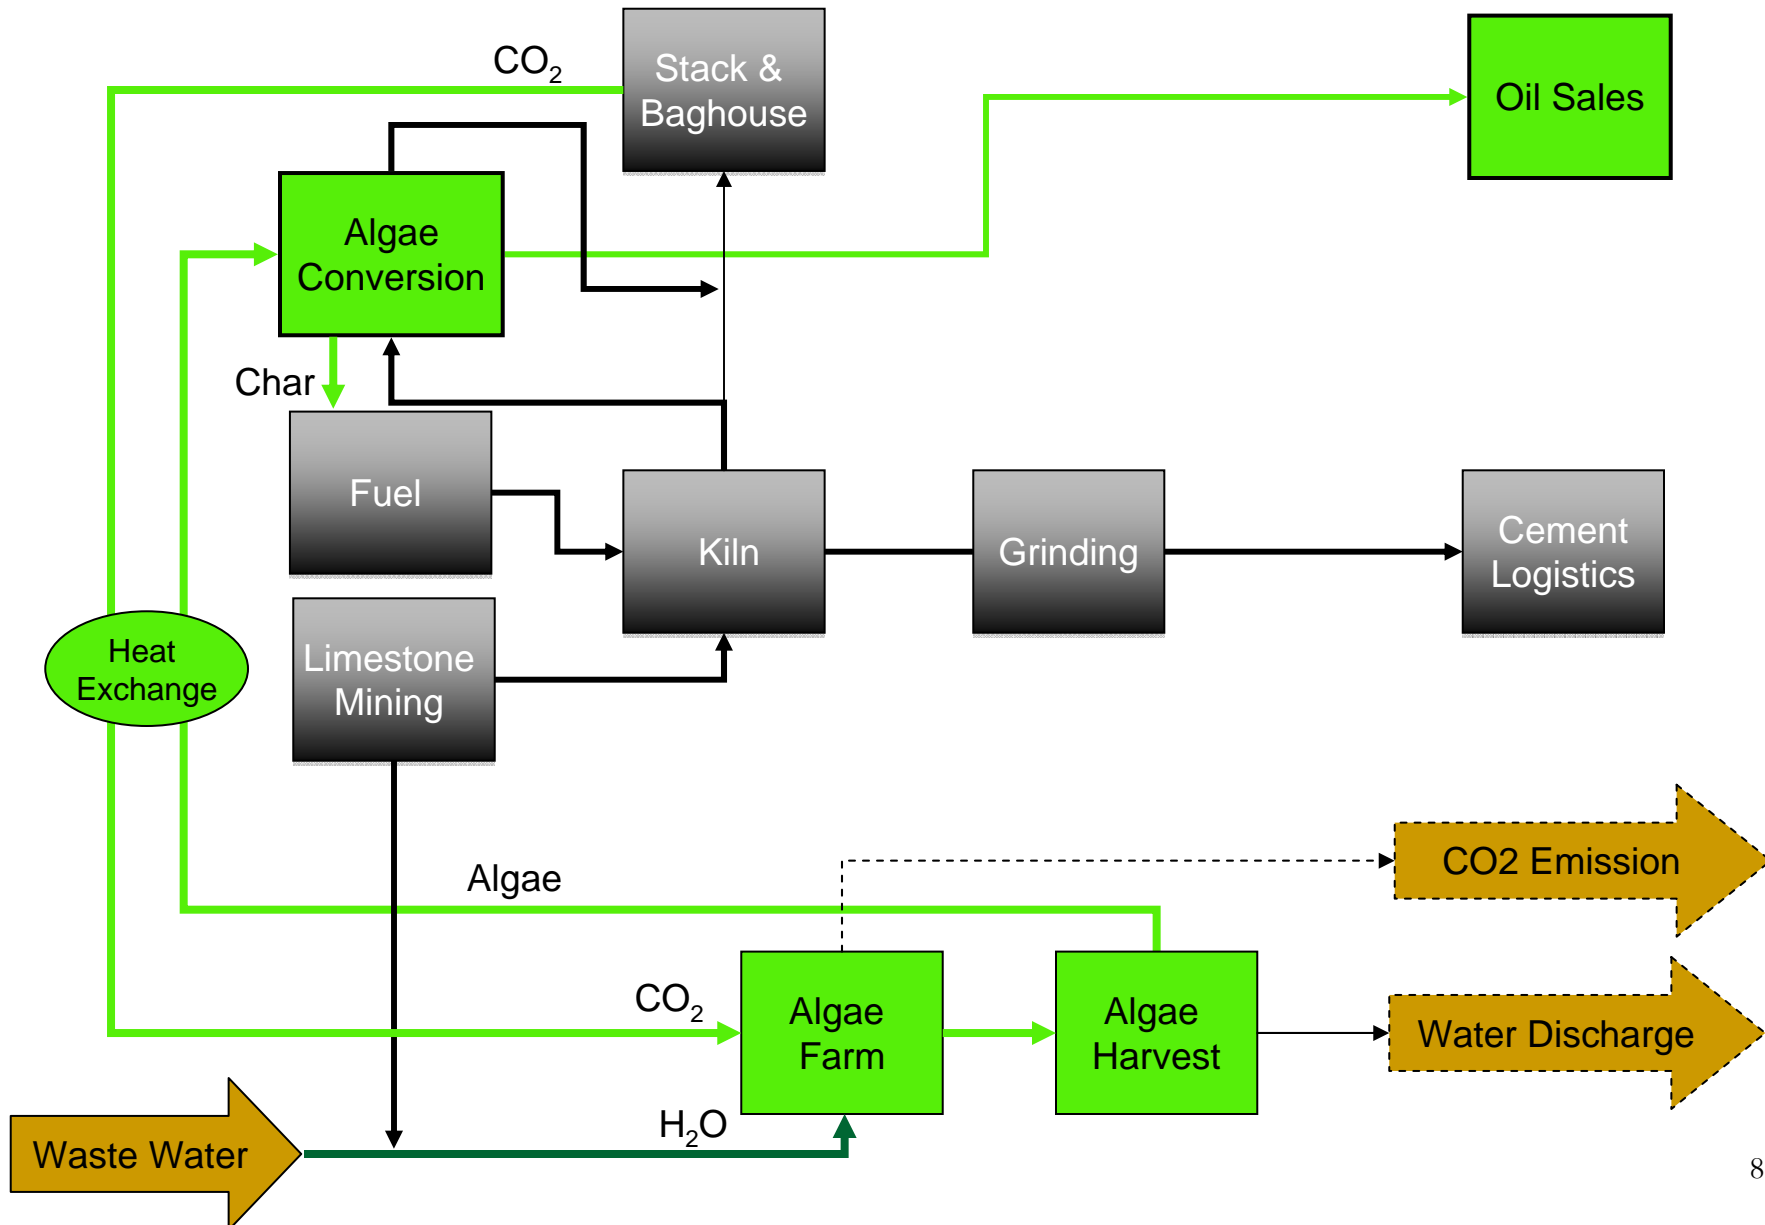 CO₂
Stack &
Baghouse
Oil Sales
Algae
Conversion
Char
Fuel
Kiln
Grinding
Cement
Logistics
Heat
Exchange
Limestone
Mining
CO2 Emission
Algae
CO₂
Algae
Farm
Algae
Harvest
Water Discharge
H₂O
Waste Water
8